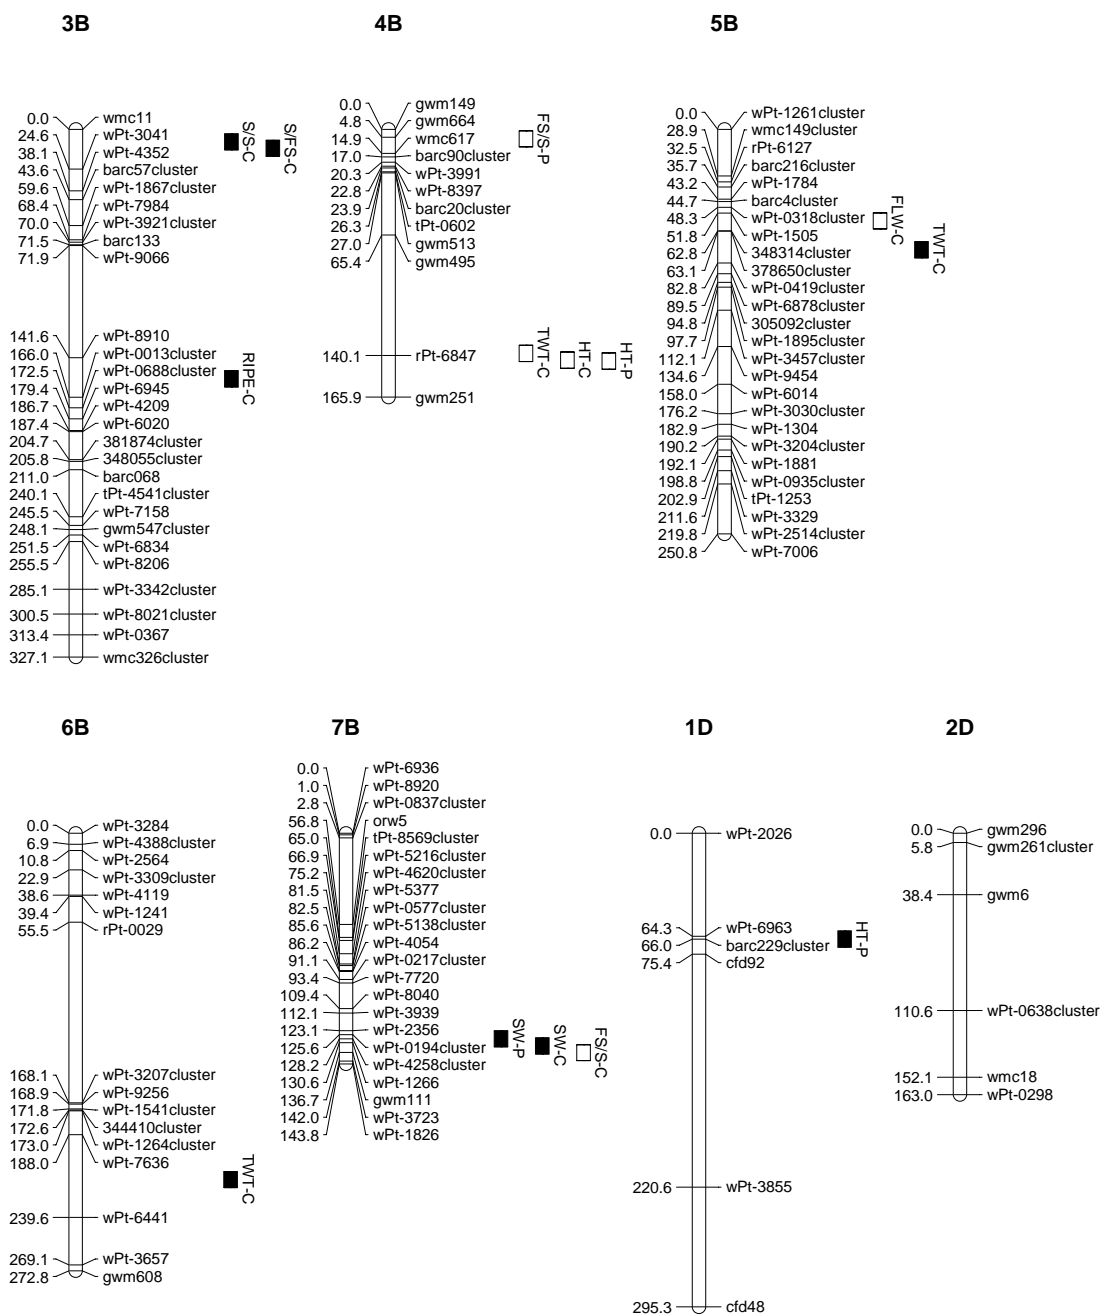 3B
0.0 wmc11
24.6 wPt-3041
38.1 wPt-4352
43.6 barc57cluster
59.6 wPt-1867cluster
68.4 wPt-7984
70.0 wPt-3921cluster
71.5 barc133
71.9 wPt-9066
141.6 wPt-8910
166.0 wPt-0013cluster
172.5 wPt-0688cluster
179.4 wPt-6945
186.7 wPt-4209
187.4 wPt-6020
204.7 381874cluster
205.8 348055cluster
211.0 barc068
240.1 tPt-4541cluster
245.5 wPt-7158
248.1 gwm547cluster
251.5 wPt-6834
255.5 wPt-8206
285.1 wPt-3342cluster
300.5 wPt-8021cluster
313.4 wPt-0367
327.1 wmc326cluster
S/S-C
S/FS-C
RIPE-C
4B
0.0 gwm149
4.8 gwm664
14.9 wmc617
17.0 barc90cluster
20.3 wPt-3991
22.8 wPt-8397
23.9 barc20cluster
26.3 tPt-0602
27.0 gwm513
65.4 gwm495
140.1 rPt-6847
165.9 gwm251
FS/S-P
TWT-C
HT-C
HT-P
5B
0.0 wPt-1261cluster
28.9 wmc149cluster
32.5 rPt-6127
35.7 barc216cluster
43.2 wPt-1784
44.7 barc4cluster
48.3 wPt-0318cluster
51.8 wPt-1505
62.8 348314cluster
63.1 378650cluster
82.8 wPt-0419cluster
89.5 wPt-6878cluster
94.8 305092cluster
97.7 wPt-1895cluster
112.1 wPt-3457cluster
134.6 wPt-9454
158.0 wPt-6014
176.2 wPt-3030cluster
182.9 wPt-1304
190.2 wPt-3204cluster
192.1 wPt-1881
198.8 wPt-0935cluster
202.9 tPt-1253
211.6 wPt-3329
219.8 wPt-2514cluster
250.8 wPt-7006
FLW-C
TWT-C
6B
0.0 wPt-3284
6.9 wPt-4388cluster
10.8 wPt-2564
22.9 wPt-3309cluster
38.6 wPt-4119
39.4 wPt-1241
55.5 rPt-0029
168.1 wPt-3207cluster
168.9 wPt-9256
171.8 wPt-1541cluster
172.6 344410cluster
173.0 wPt-1264cluster
188.0 wPt-7636
239.6 wPt-6441
269.1 wPt-3657
272.8 gwm608
TWT-C
7B
0.0 wPt-6936
1.0 wPt-8920
2.8 wPt-0837cluster
56.8 orw5
65.0 tPt-8569cluster
66.9 wPt-5216cluster
75.2 wPt-4620cluster
81.5 wPt-5377
82.5 wPt-0577cluster
85.6 wPt-5138cluster
86.2 wPt-4054
91.1 wPt-0217cluster
93.4 wPt-7720
109.4 wPt-8040
112.1 wPt-3939
123.1 wPt-2356
125.6 wPt-0194cluster
128.2 wPt-4258cluster
130.6 wPt-1266
136.7 gwm111
142.0 wPt-3723
143.8 wPt-1826
SW-P
SW-C
FS/S-C
1D
0.0 wPt-2026
64.3 wPt-6963
66.0 barc229cluster
75.4 cfd92
220.6 wPt-3855
295.3 cfd48
HT-P
2D
0.0 gwm296
5.8 gwm261cluster
38.4 gwm6
110.6 wPt-0638cluster
152.1 wmc18
163.0 wPt-0298